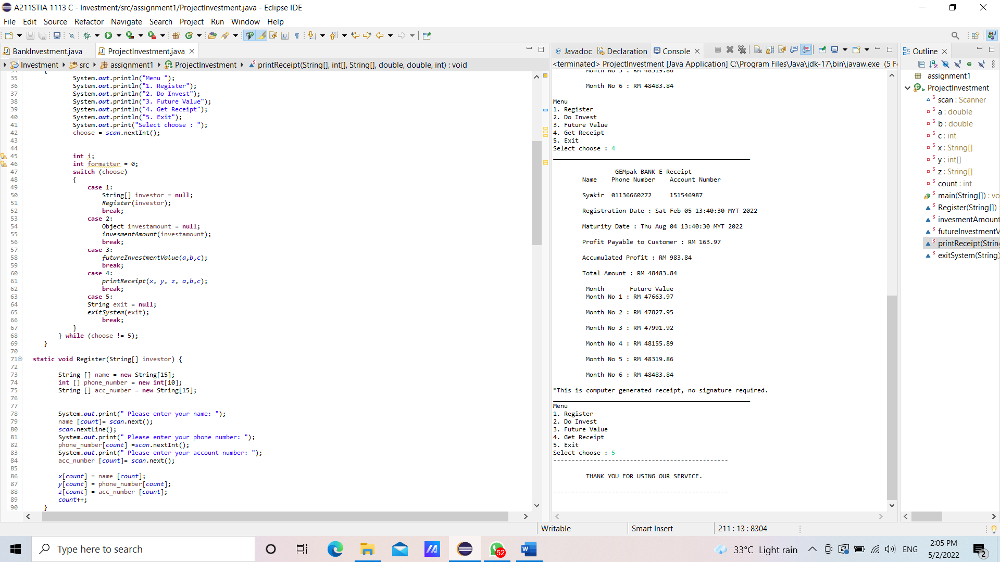 A211STIA 1113 C - Investment/src/assignment1/ProjectInvestment.java - Eclipse IDE
File Edit Source Refactor Navigate Search Project Run Window Help
BankInvestment.java ProjectInvestment.java
Investment src assignment1 ProjectInvestment printReceipt(String[], int[], String[], double, double, int) : void
35 System.out.println("Menu ");
36 System.out.println("1. Register");
37 System.out.println("2. Do Invest");
38 System.out.println("3. Future Value");
39 System.out.println("4. Get Receipt");
40 System.out.println("5. Exit");
41 System.out.print("Select choose : ");
42 choose = scan.nextInt();
43
44
45 int i;
46 int formatter = 0;
47 switch (choose)
48 {
49 case 1:
50 String[] investor = null;
51 Register(investor);
52 break;
53 case 2:
54 Object investamount = null;
55 invesmentAmount(investamount);
56 break;
57 case 3:
58 futureInvestmentValue(a,b,c);
59 break;
60 case 4:
61 printReceipt(x, y, z, a,b,c);
62 break;
63 case 5:
64 String exit = null;
65 exitSystem(exit);
66 break;
67 }
68 } while (choose != 5);
69 }
70
71 static void Register(String[] investor) {
72
73 String [] name = new String[15];
74 int [] phone_number = new int[10];
75 String [] acc_number = new String[15];
76
77
78 System.out.print(" Please enter your name: ");
79 name [count]= scan.next();
80 scan.nextLine();
81 System.out.print(" Please enter your phone number: ");
82 phone_number[count] =scan.nextInt();
83 System.out.print(" Please enter your account number: ");
84 acc_number [count]= scan.next();
85
86 x[count] = name [count];
87 y[count] = phone_number[count];
88 z[count] = acc_number [count];
89 count++;
90 }
Javadoc Declaration Console
<terminated> ProjectInvestment [Java Application] C:\Program Files\Java\jdk-17\bin\javaw.exe (5 F
Month No 5 : RM 48319.86
Month No 6 : RM 48483.84
Menu
1. Register
2. Do Invest
3. Future Value
4. Get Receipt
5. Exit
Select choose : 4
GEMpak BANK E-Receipt
Name Phone Number Account Number
Syakir 01136660272 151546987
Registration Date : Sat Feb 05 13:40:30 MYT 2022
Maturity Date : Thu Aug 04 13:40:30 MYT 2022
Profit Payable to Customer : RM 163.97
Accumulated Profit : RM 983.84
Total Amount : RM 48483.84
Month Future Value
Month No 1 : RM 47663.97
Month No 2 : RM 47827.95
Month No 3 : RM 47991.92
Month No 4 : RM 48155.89
Month No 5 : RM 48319.86
Month No 6 : RM 48483.84
*This is computer generated receipt, no signature required.
Menu
1. Register
2. Do Invest
3. Future Value
4. Get Receipt
5. Exit
Select choose : 5
------------------------------------------------
THANK YOU FOR USING OUR SERVICE.
------------------------------------------------
Outline
assignment1
ProjectInvestment
scan : Scanner
a : double
b : double
c : int
x : String[]
y : int[]
z : String[]
count : int
main(String[]) : vo
Register(String[])
invesmentAmount
futureInvestmentV
printReceipt(Strin
exitSystem(String)
Writable Smart Insert 211 : 13 : 8304
Type here to search
52
33°C Light rain
ENG
2:05 PM
5/2/2022
2